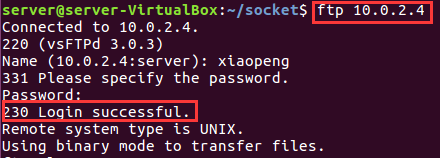 server@server-VirtualBox:~/socket$ ftp 10.0.2.4
Connected to 10.0.2.4.
220 (vsFTPd 3.0.3)
Name (10.0.2.4:server): xiaopeng
331 Please specify the password.
Password:
230 Login successful.
Remote system type is UNIX.
Using binary mode to transfer files.